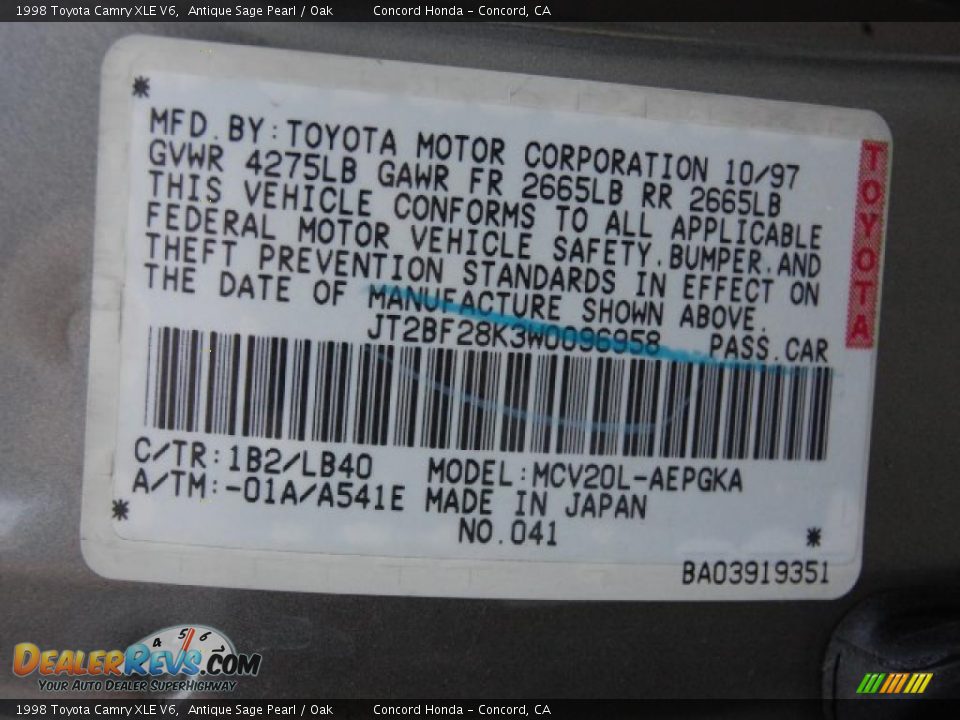 1998 Toyota Camry XLE V6, Antique Sage Pearl / Oak Concord Honda - Concord, CA
* 
MFD.BY:TOYOTA MOTOR CORPORATION 10/97
GVWR 4275LB GAWR FR 2665LB RR 2665LB
THIS VEHICLE CONFORMS TO ALL APPLICABLE
FEDERAL MOTOR VEHICLE SAFETY.BUMPER.AND
THEFT PREVENTION STANDARDS IN EFFECT ON
THE DATE OF MANUFACTURE SHOWN ABOVE.
JT2BF28K3W0096958 PASS.CAR
TOYOTA
C/TR:1B2/LB40 MODEL:MCV20L-AEPGKA
A/TM:-01A/A541E MADE IN JAPAN
* NO.041 *
BA03919351
4 5 6
DEALERREVS.COM
YOUR AUTO DEALER SUPERHIGHWAY
1998 Toyota Camry XLE V6, Antique Sage Pearl / Oak Concord Honda - Concord, CA